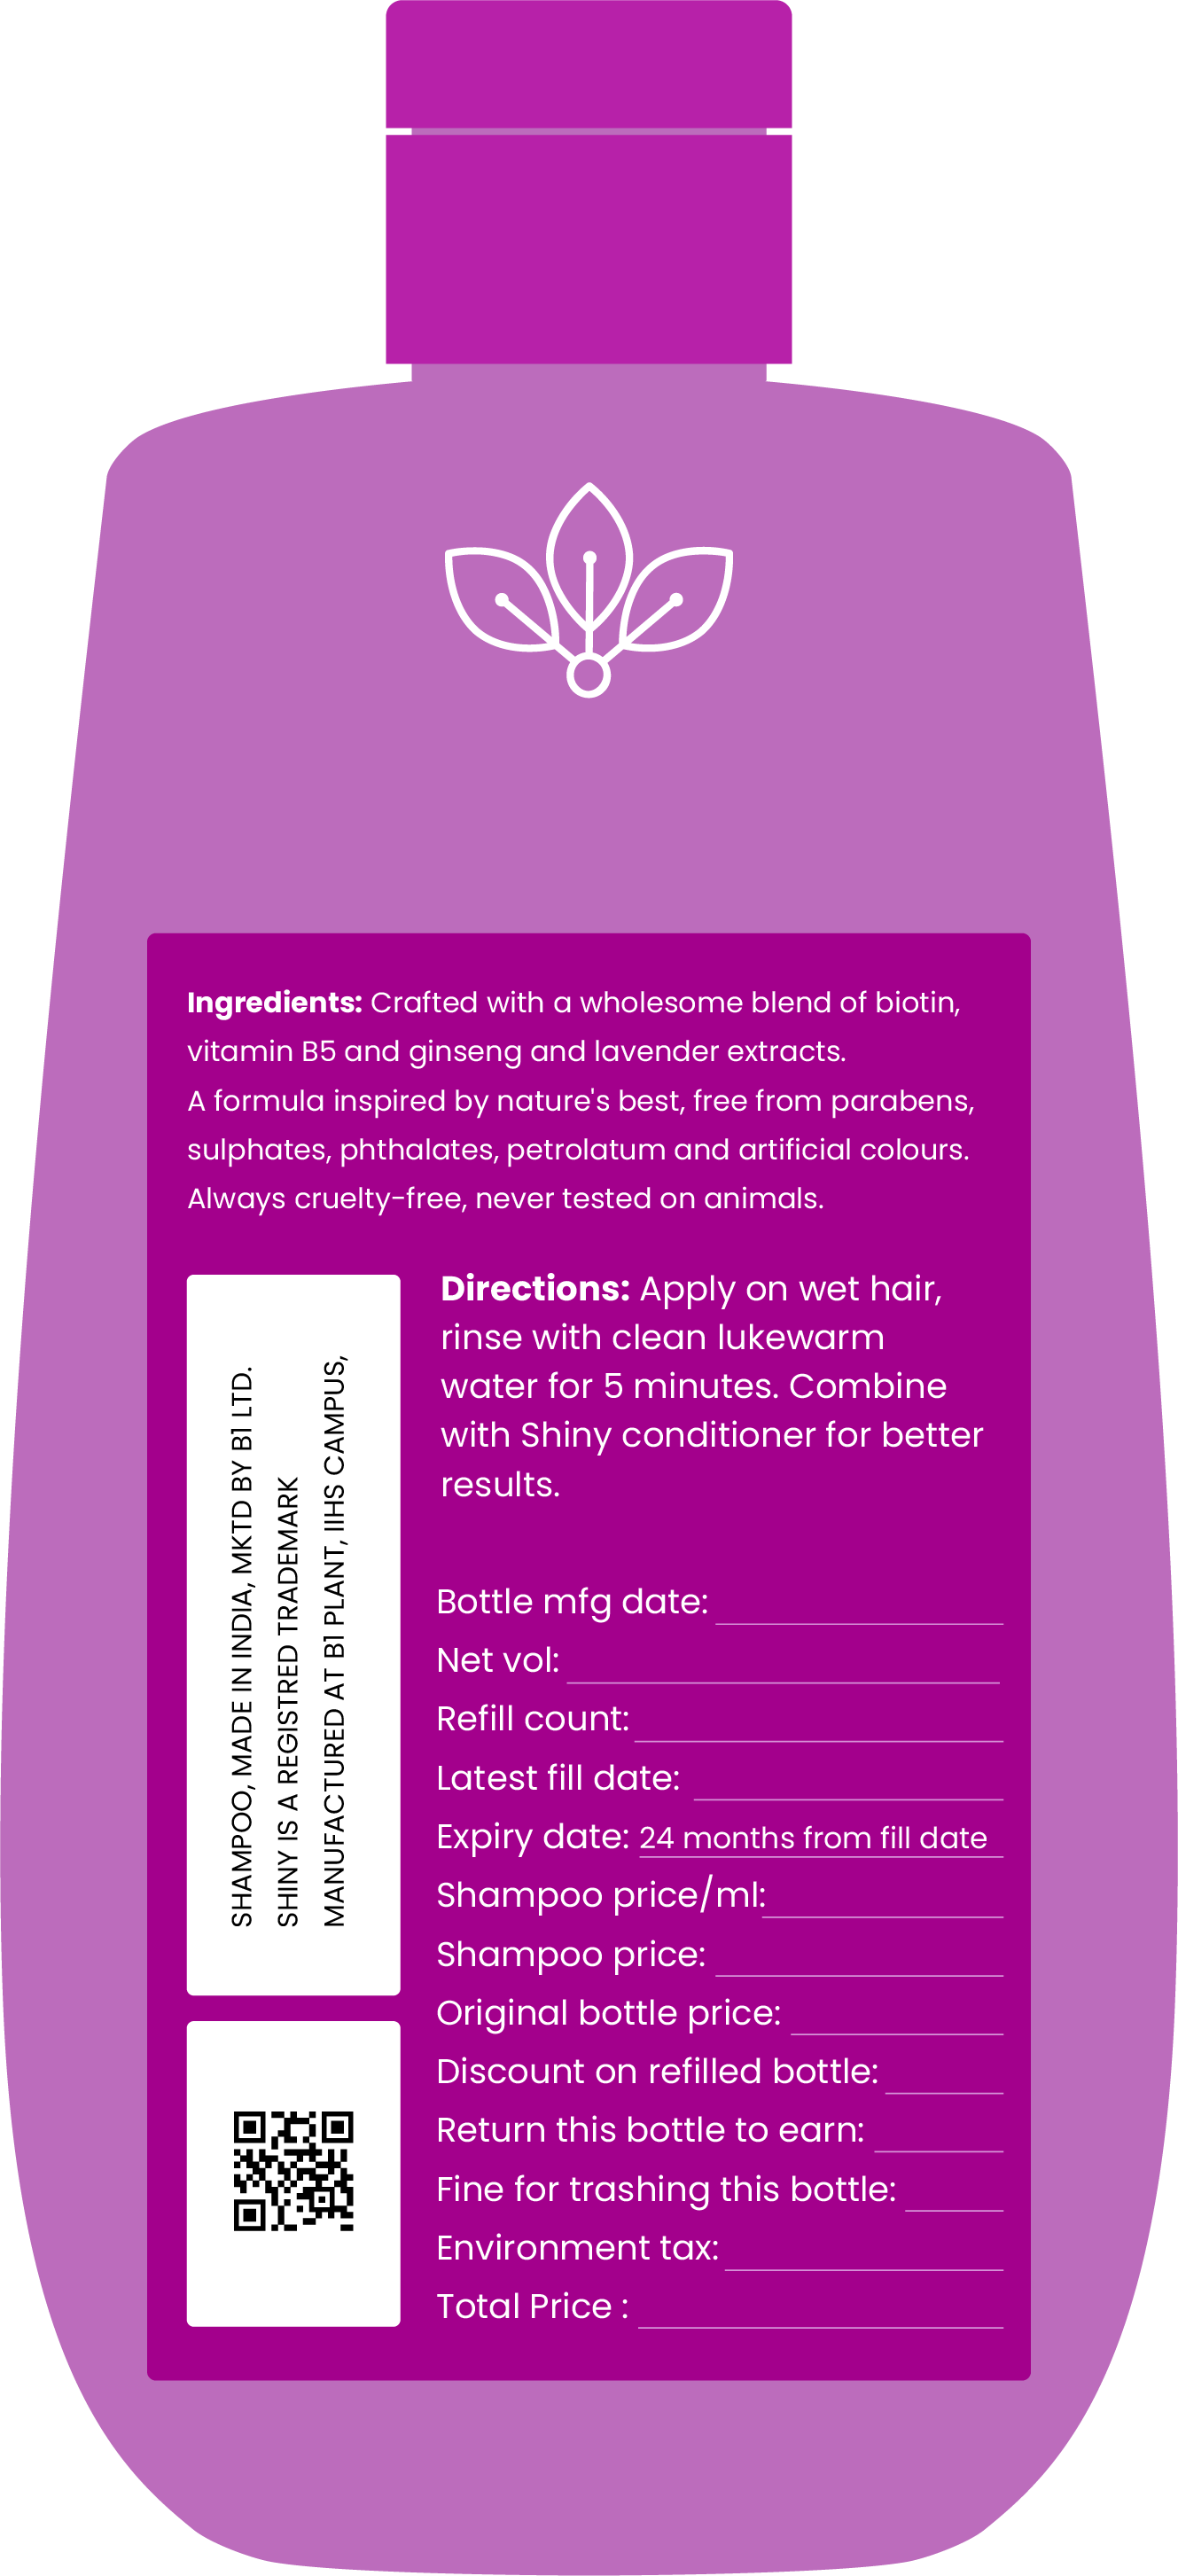 Ingredients: Crafted with a wholesome blend of biotin,
vitamin B5 and ginseng and lavender extracts.
A formula inspired by nature's best, free from parabens,
sulphates, phthalates, petrolatum and artificial colours.
Always cruelty-free, never tested on animals.
SHAMPOO, MADE IN INDIA, MKTD BY B1 LTD.
SHINY IS A REGISTRED TRADEMARK
MANUFACTURED AT B1 PLANT, IIHS CAMPUS,
Directions: Apply on wet hair,
rinse with clean lukewarm
water for 5 minutes. Combine
with Shiny conditioner for better
results.
Bottle mfg date:
Net vol:
Refill count:
Latest fill date:
Expiry date: 24 months from fill date
Shampoo price/ml:
Shampoo price:
Original bottle price:
Discount on refilled bottle:
Return this bottle to earn:
Fine for trashing this bottle:
Environment tax:
Total Price :